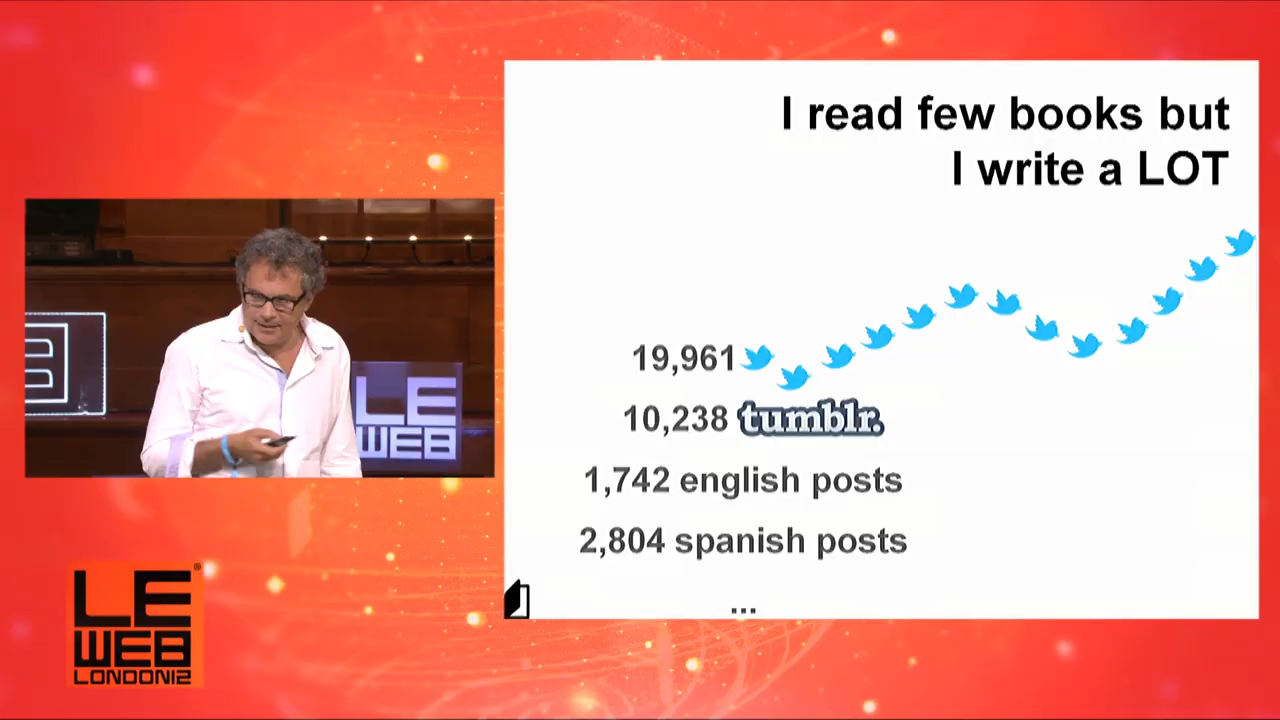 I read few books but
I write a LOT
19,961
10,238 tumblr.
1,742 english posts
2,804 spanish posts
...
LE
WEB
LE
WEB
LONDON12